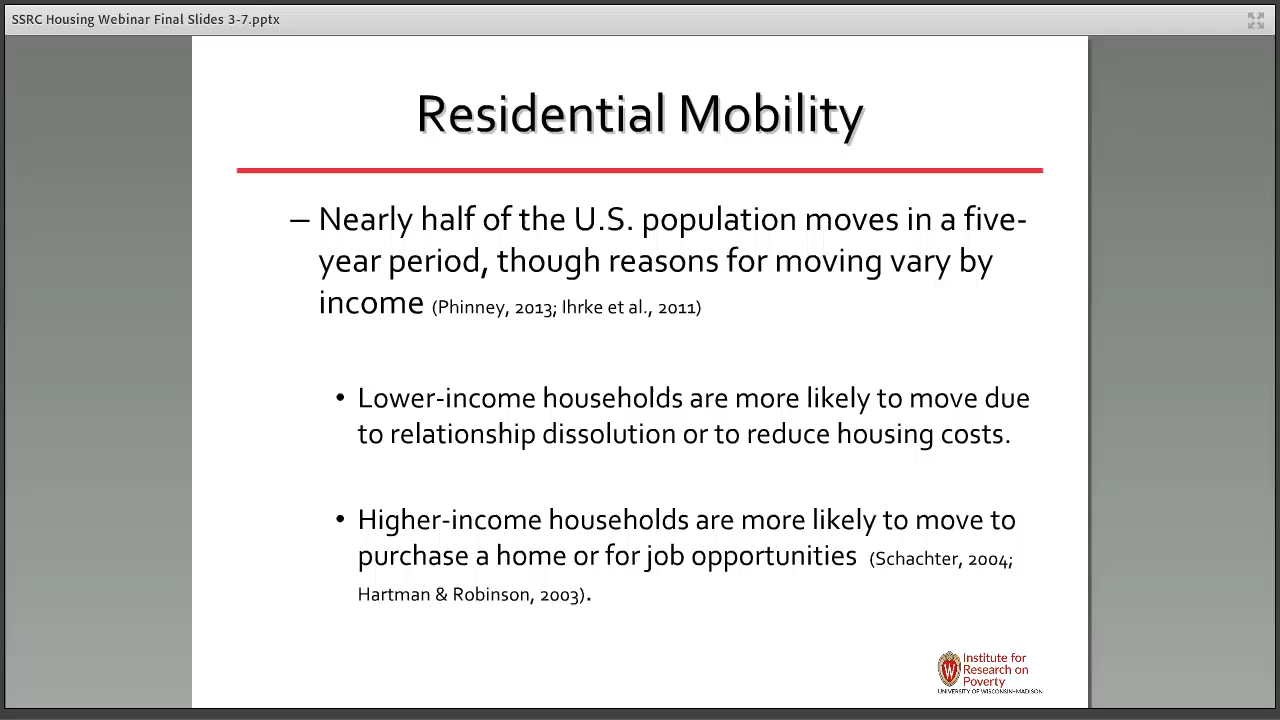 SSRC Housing Webinar Final Slides 3-7.pptx
Residential Mobility
– Nearly half of the U.S. population moves in a five-
year period, though reasons for moving vary by
income (Phinney, 2013; Ihrke et al., 2011)
• Lower-income households are more likely to move due
to relationship dissolution or to reduce housing costs.
• Higher-income households are more likely to move to
purchase a home or for job opportunities (Schachter, 2004;
Hartman & Robinson, 2003).
W
Institute for
Research on
Poverty
UNIVERSITY OF WISCONSIN–MADISON